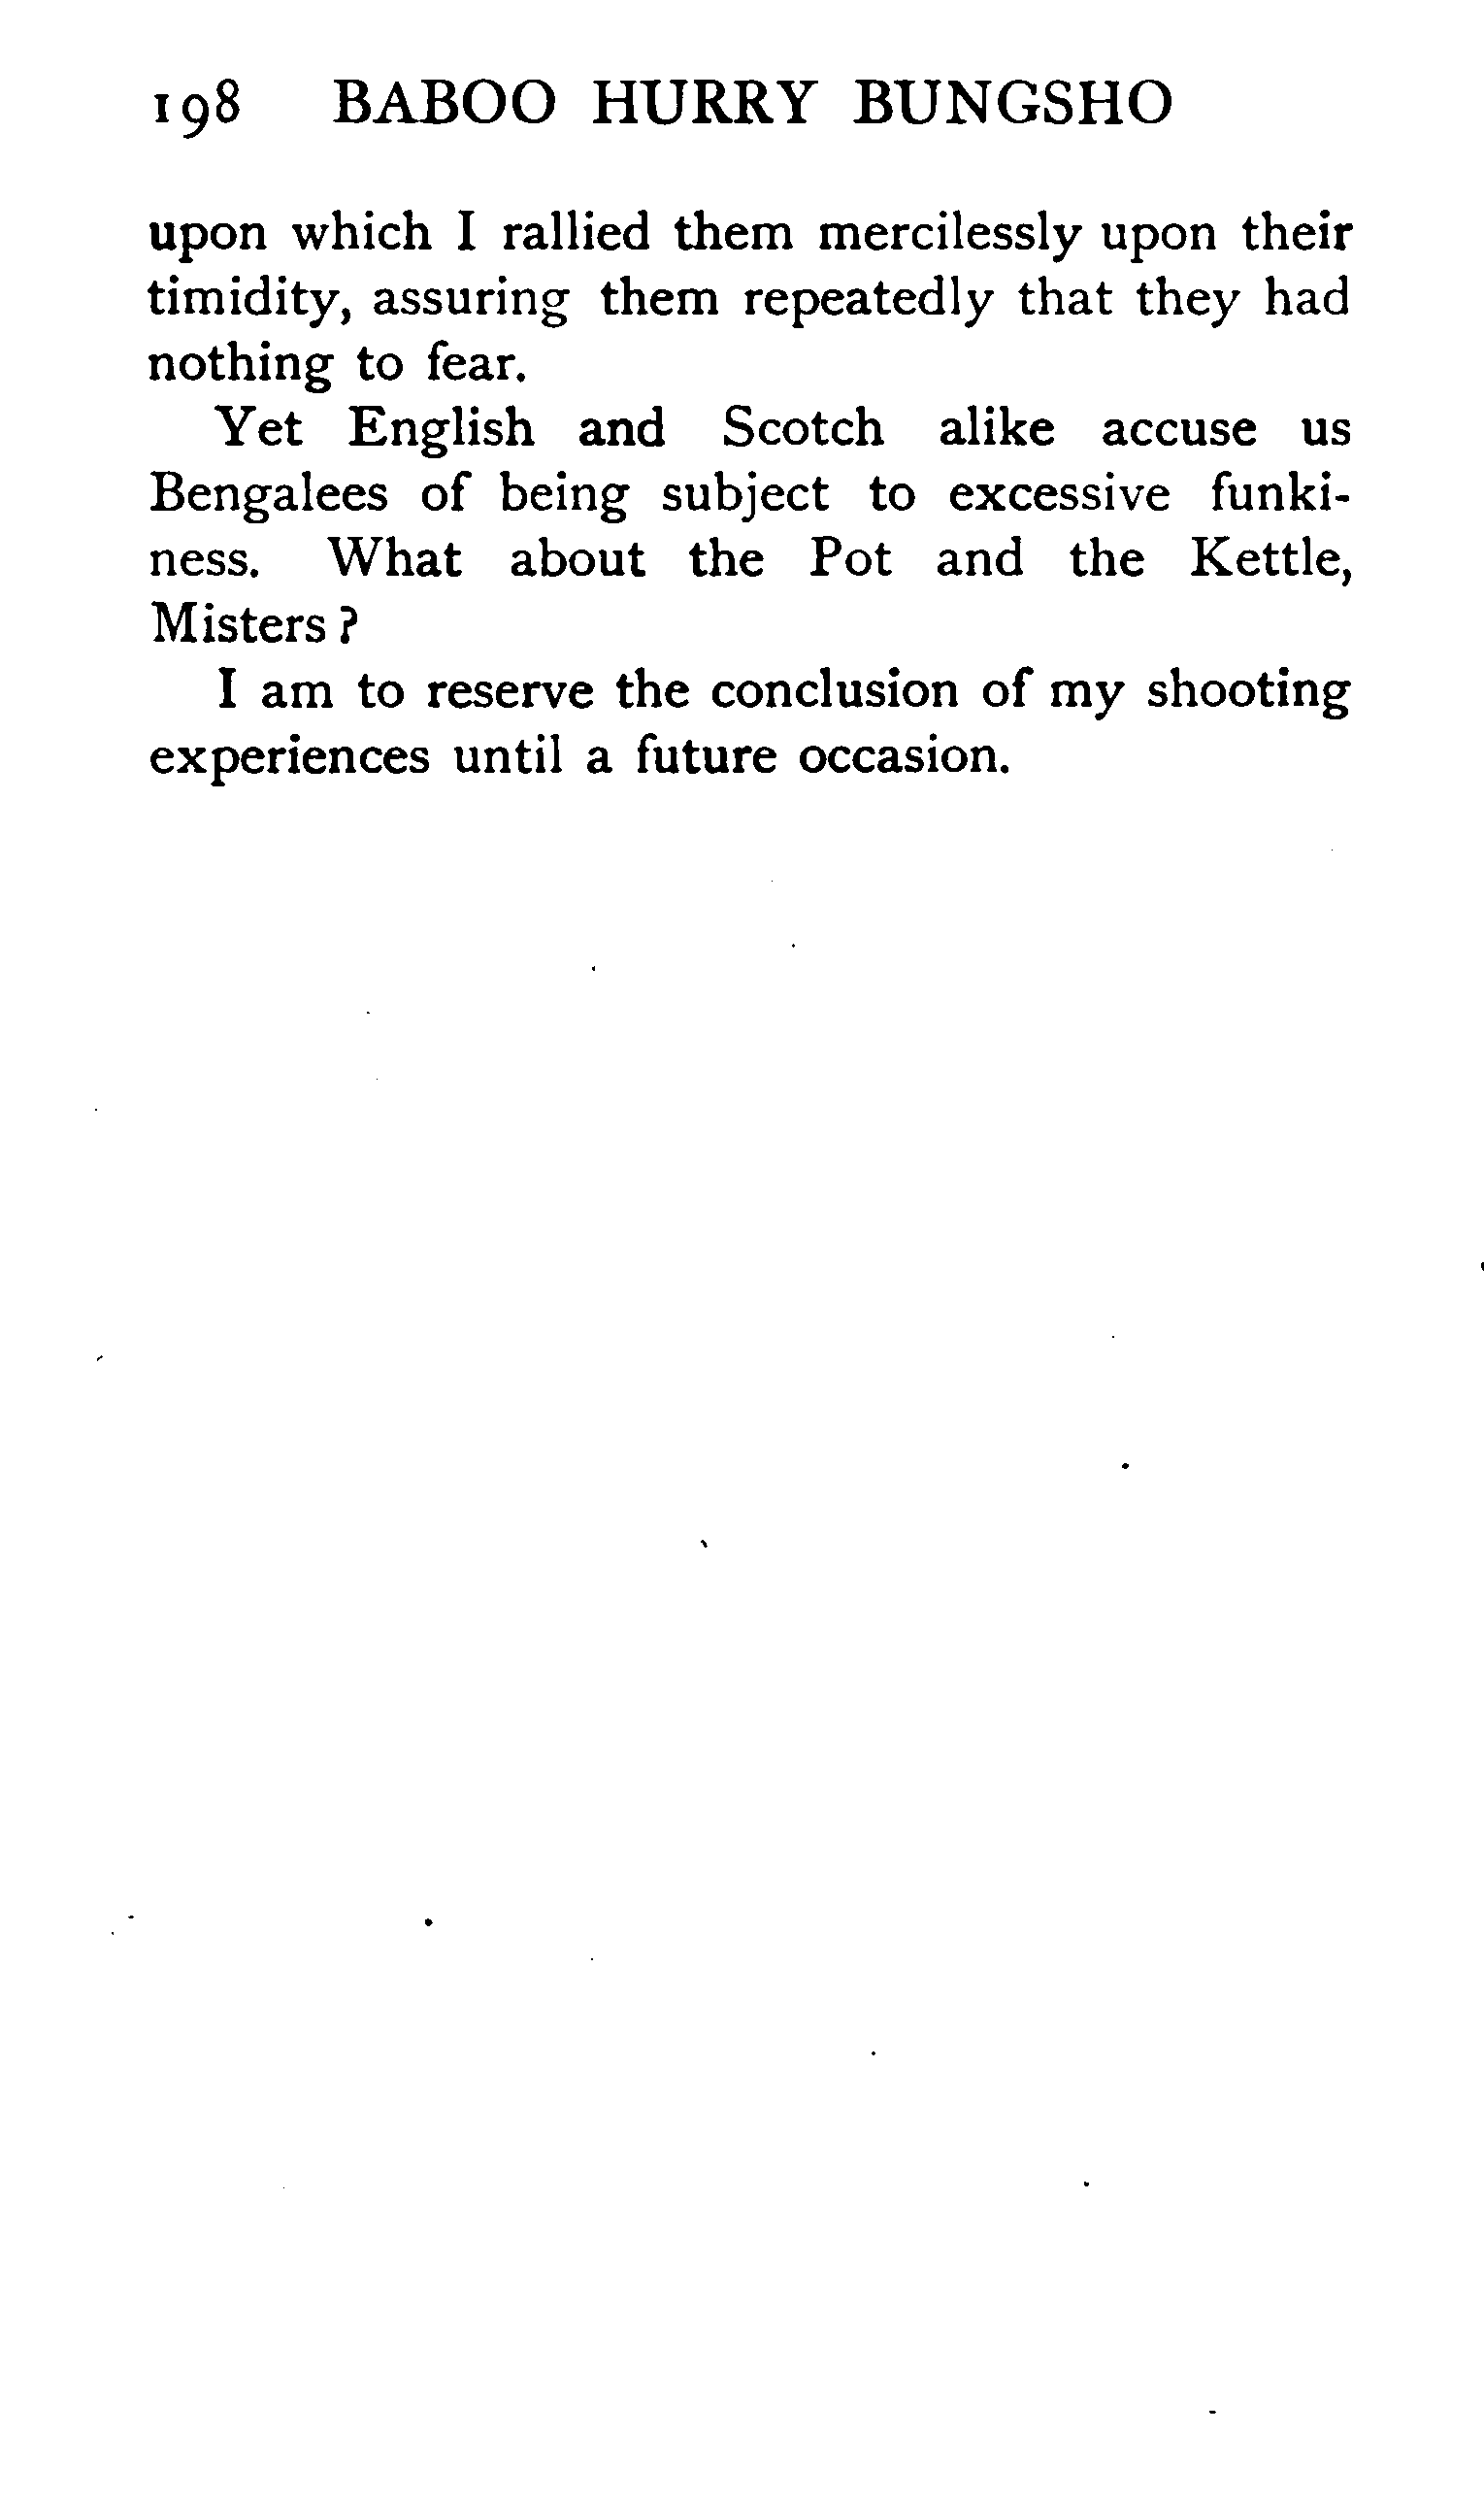 198 BABOO HURRY BUNGSHO
upon which I rallied them mercilessly upon their
timidity, assuring them repeatedly that they had
nothing to fear.
Yet English and Scotch alike accuse us
Bengalees of being subject to excessive funki-
ness. What about the Pot and the Kettle,
Misters ?
I am to reserve the conclusion of my shooting
experiences until a future occasion.